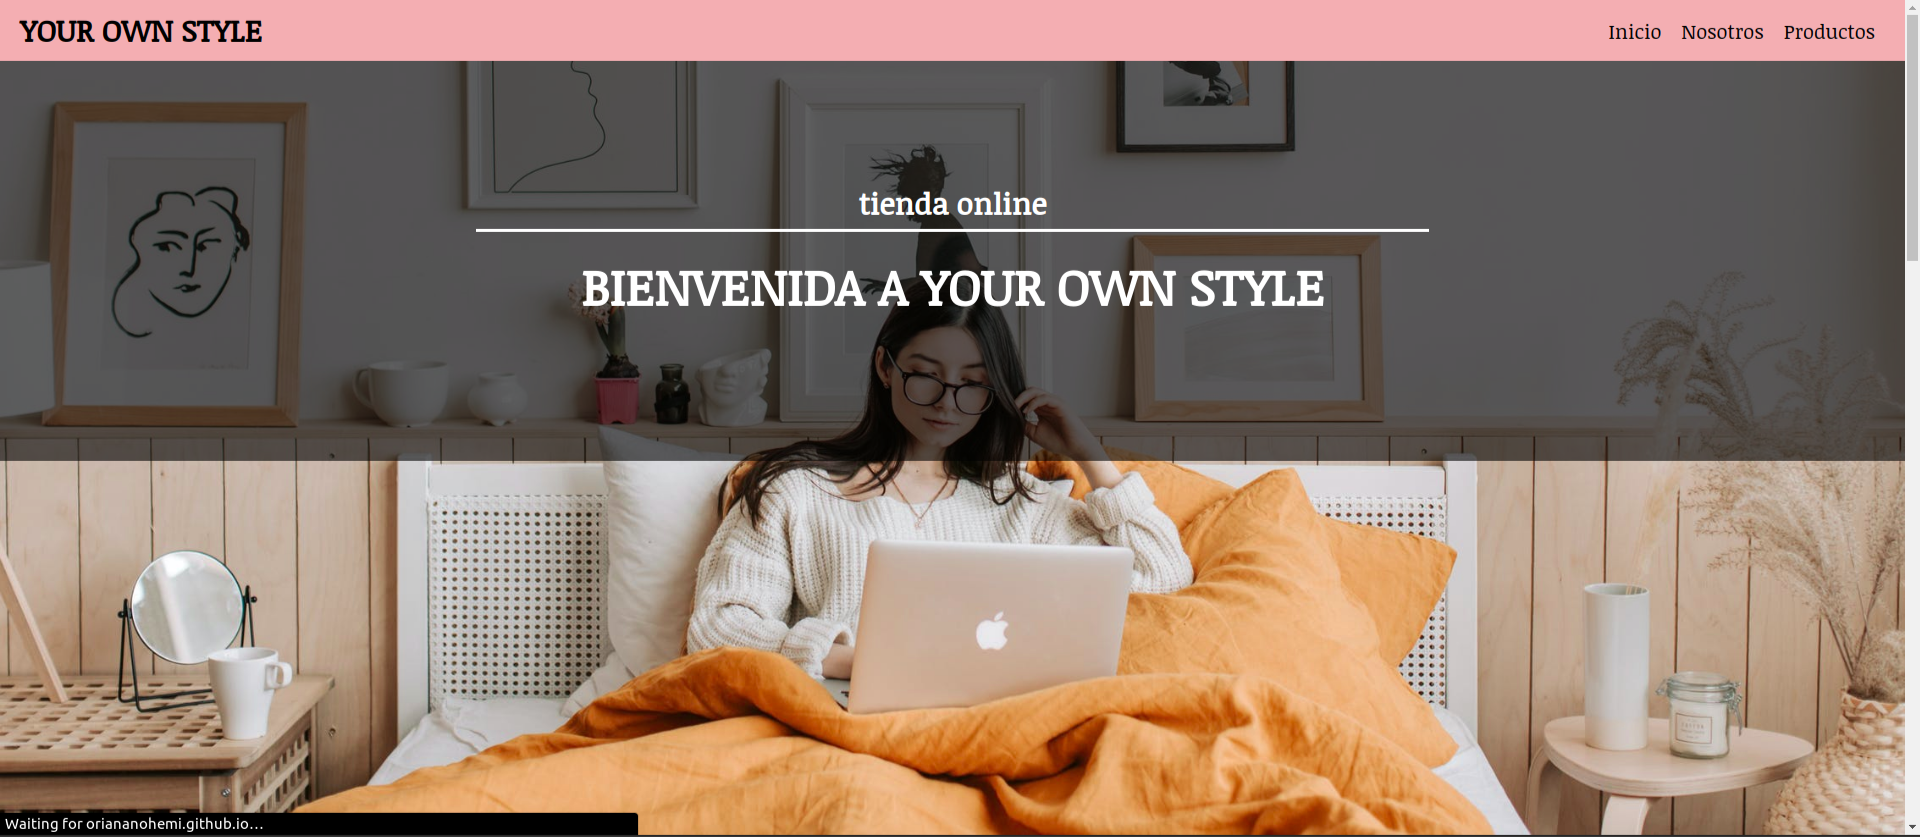 YOUR OWN STYLE
Inicio Nosotros Productos
tienda online
BIENVENIDA A YOUR OWN STYLE
Waiting for oriananohemi.github.io...